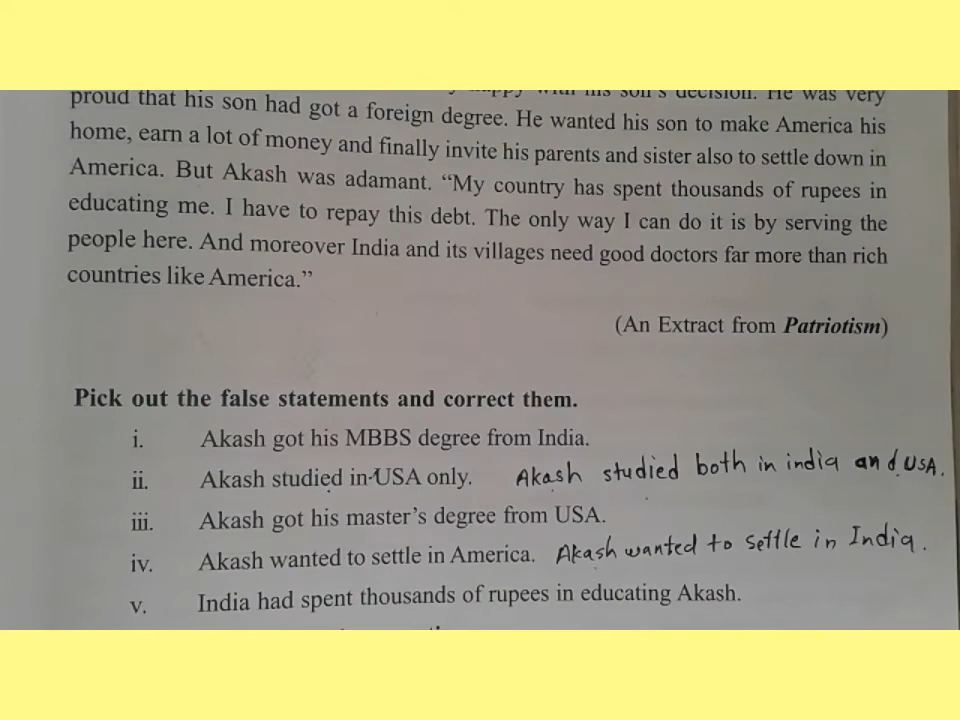 with his son's decision. He was very
proud that his son had got a foreign degree. He wanted his son to make America his
home, earn a lot of money and finally invite his parents and sister also to settle down in
America. But Akash was adamant. “My country has spent thousands of rupees in
educating me. I have to repay this debt. The only way I can do it is by serving the
people here. And moreover India and its villages need good doctors far more than rich
countries like America.”
(An Extract from Patriotism)
Pick out the false statements and correct them.
i. Akash got his MBBS degree from India.
ii. Akash studied in USA only. Akash studied both in india and USA.
iii. Akash got his master's degree from USA.
iv. Akash wanted to settle in America. Akash wanted to settle in India.
v. India had spent thousands of rupees in educating Akash.